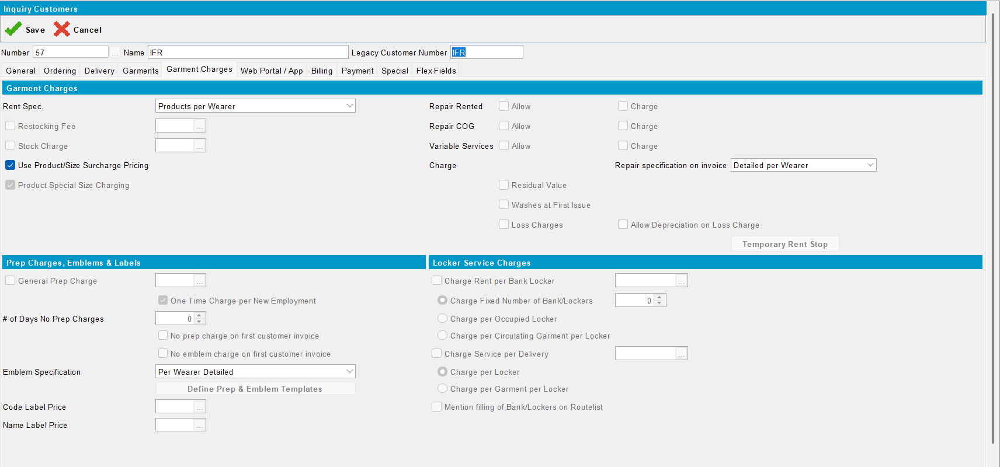 Inquiry Customers
Save Cancel
Number 57 ... Name IFR Legacy Customer Number IFR
General Ordering Delivery Garments Garment Charges Web Portal / App Billing Payment Special Flex Fields
Garment Charges
Rent Spec. Products per Wearer Repair Rented Allow Charge
Restocking Fee ... Repair COG Allow Charge
Stock Charge ... Variable Services Allow Charge
Use Product/Size Surcharge Pricing Charge Repair specification on invoice Detailed per Wearer
Product Special Size Charging Residual Value
Washes at First Issue
Loss Charges Allow Depreciation on Loss Charge
Temporary Rent Stop
Prep Charges, Emblems & Labels Locker Service Charges
General Prep Charge ... Charge Rent per Bank Locker ...
One Time Charge per New Employment Charge Fixed Number of Bank/Lockers 0
# of Days No Prep Charges 0 Charge per Occupied Locker
No prep charge on first customer invoice Charge per Circulating Garment per Locker
No emblem charge on first customer invoice Charge Service per Delivery ...
Emblem Specification Per Wearer Detailed Charge per Locker
Define Prep & Emblem Templates Charge per Garment per Locker
Code Label Price ... Mention filling of Bank/Lockers on Routelist
Name Label Price ...